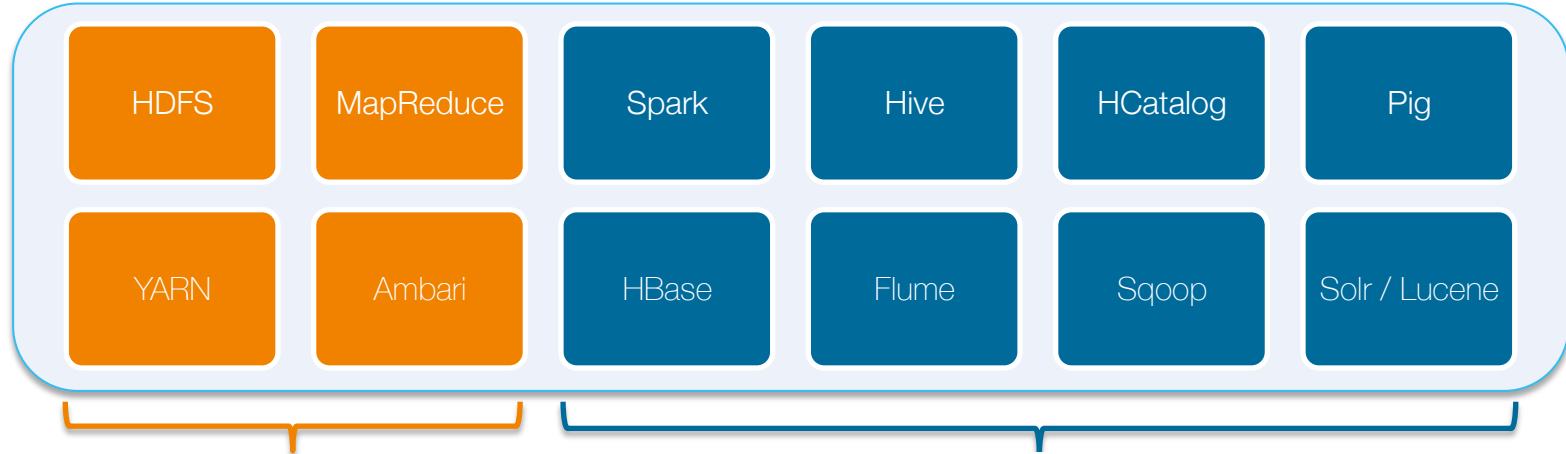 HDFS
MapReduce
Spark
Hive
HCatalog
Pig
YARN
Ambari
HBase
Flume
Sqoop
Solr / Lucene